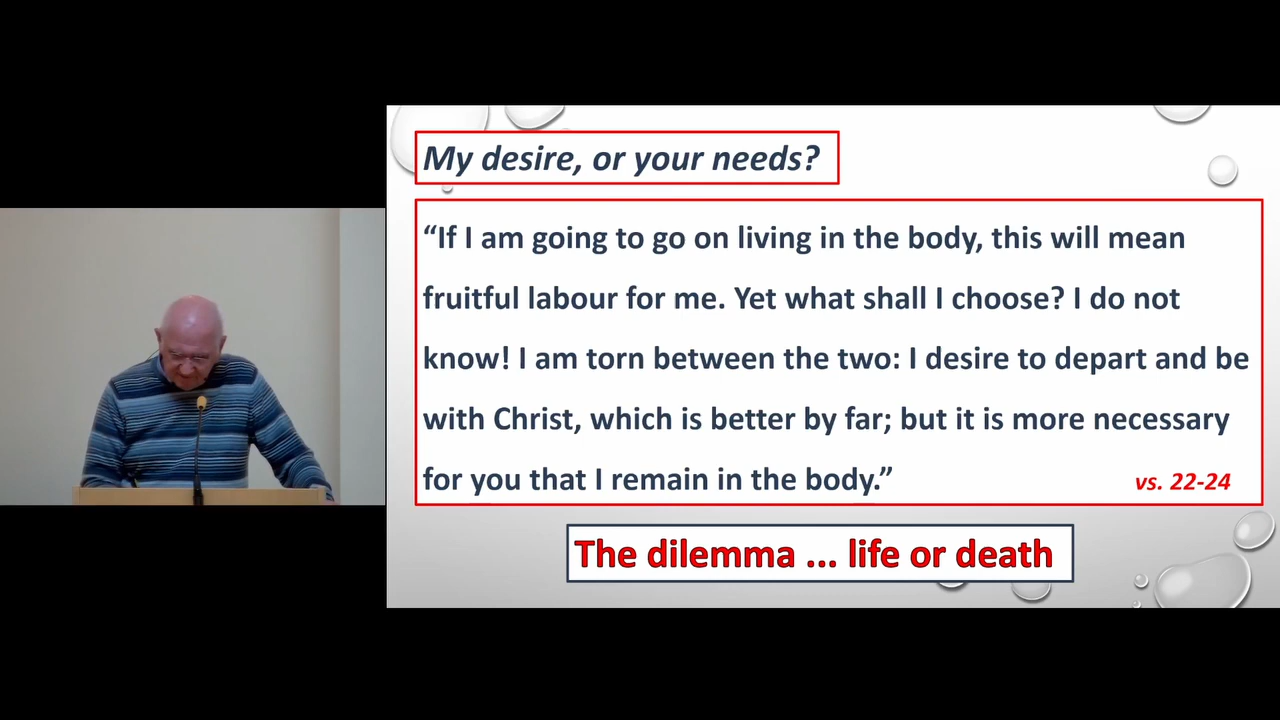 My desire, or your needs?
“If I am going to go on living in the body, this will mean
fruitful labour for me. Yet what shall I choose? I do not
know! I am torn between the two: I desire to depart and be
with Christ, which is better by far; but it is more necessary
for you that I remain in the body.”
vs. 22-24
The dilemma ... life or death